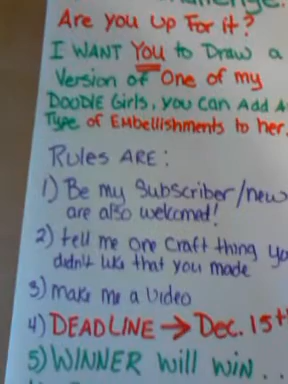 Are you up For it?
I WANT You to Draw a
Version of One of my
DOODLE GIRLS, you can Add A
Type of Embellishments to her.
Rules ARE:
1) Be my Subscriber/new
are also welcomed!
2) tell me one craft thing yo
didn't like that you made
3) make me a video
4) DEADLINE → Dec. 15th
5) WINNER will win...